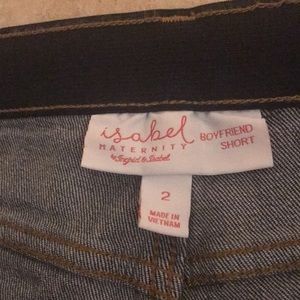 isabel
MATERNITY
by Ingrid & Isabel
BOYFRIEND
SHORT
2
MADE IN
VIETNAM